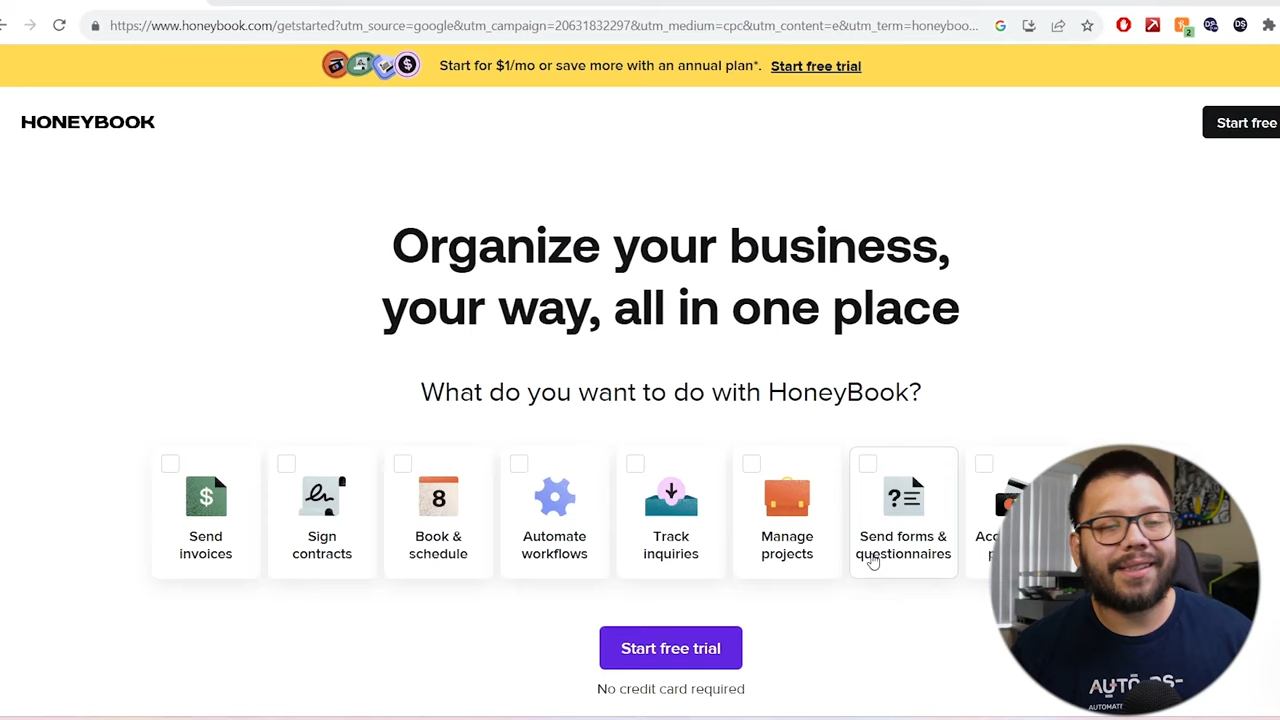 https://www.honeybook.com/getstarted?utm_source=google&utm_campaign=20631832297&utm_medium=cpc&utm_content=e&utm_term=honeyboo...
2
$
Start for $1/mo or save more with an annual plan*. Start free trial
HONEYBOOK
Start free
Organize your business,
your way, all in one place
What do you want to do with HoneyBook?
$
8
?
Send
invoices
Sign
contracts
Book &
schedule
Automate
workflows
Track
inquiries
Manage
projects
Send forms &
questionnaires
Start free trial
No credit card required
AUTOMATE